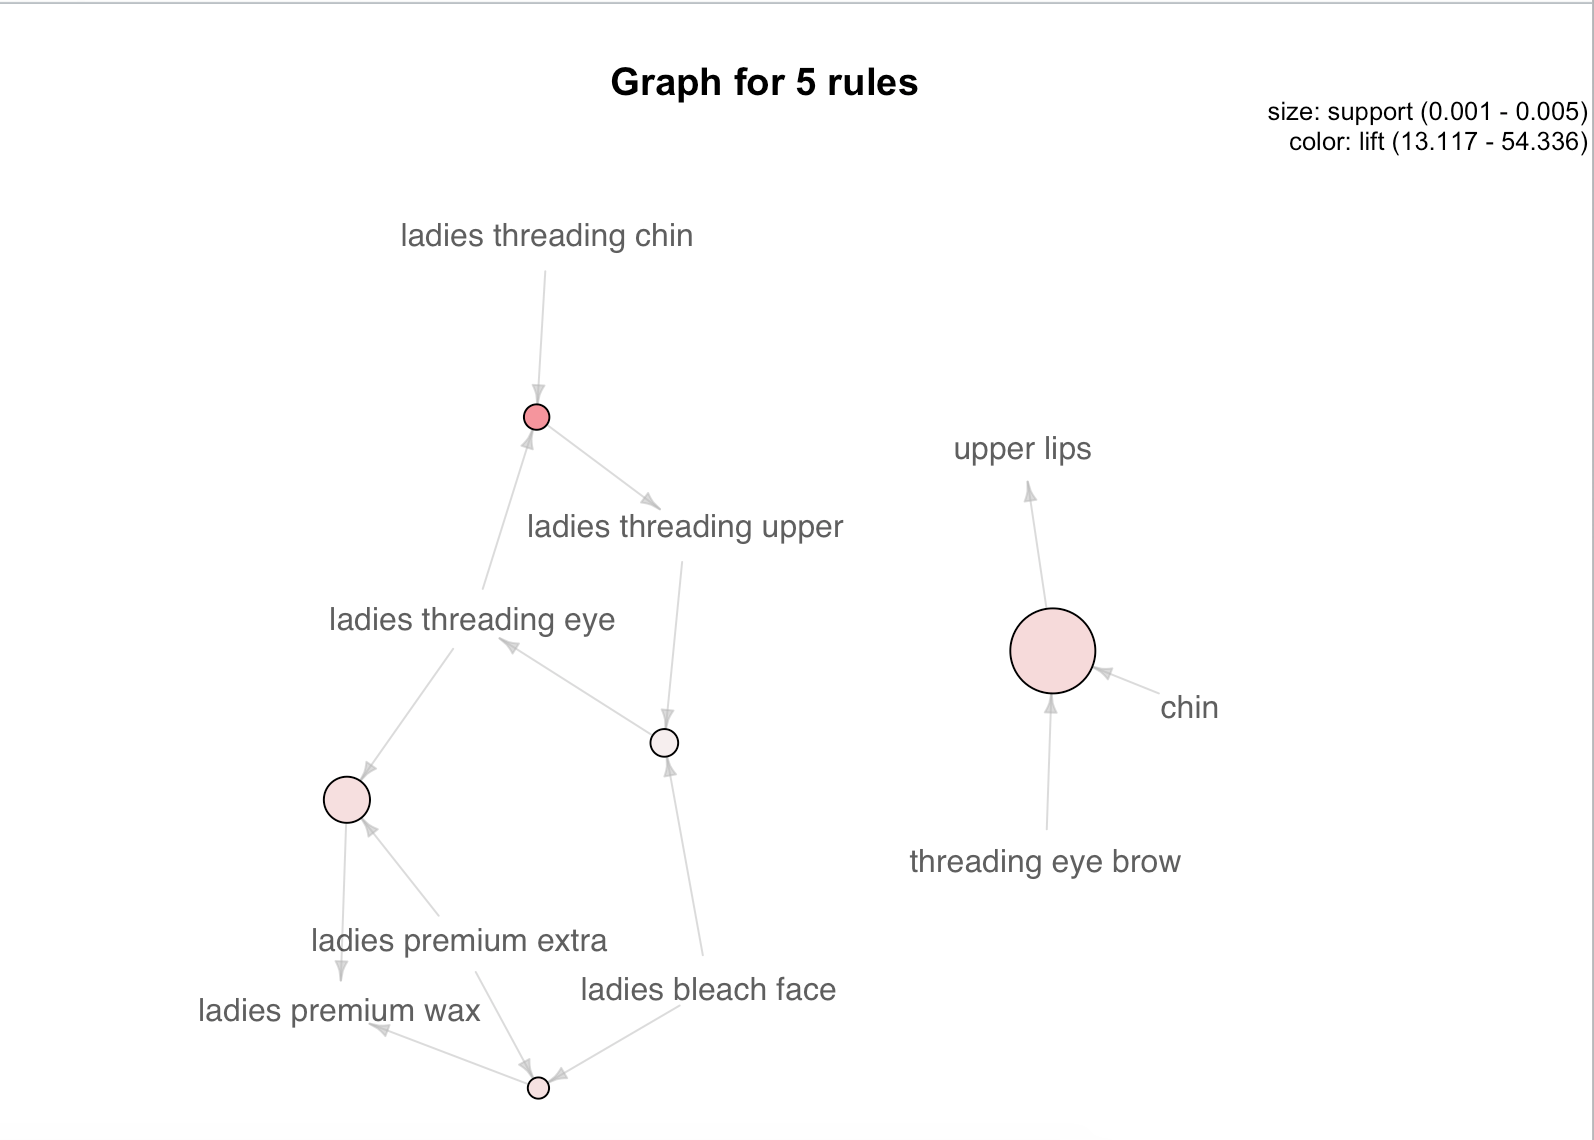 Graph for 5 rules
size: support (0.001 - 0.005)
color: lift (13.117 - 54.336)
ladies threading chin
upper lips
ladies threading upper
ladies threading eye
chin
threading eye brow
ladies premium extra
ladies bleach face
ladies premium wax